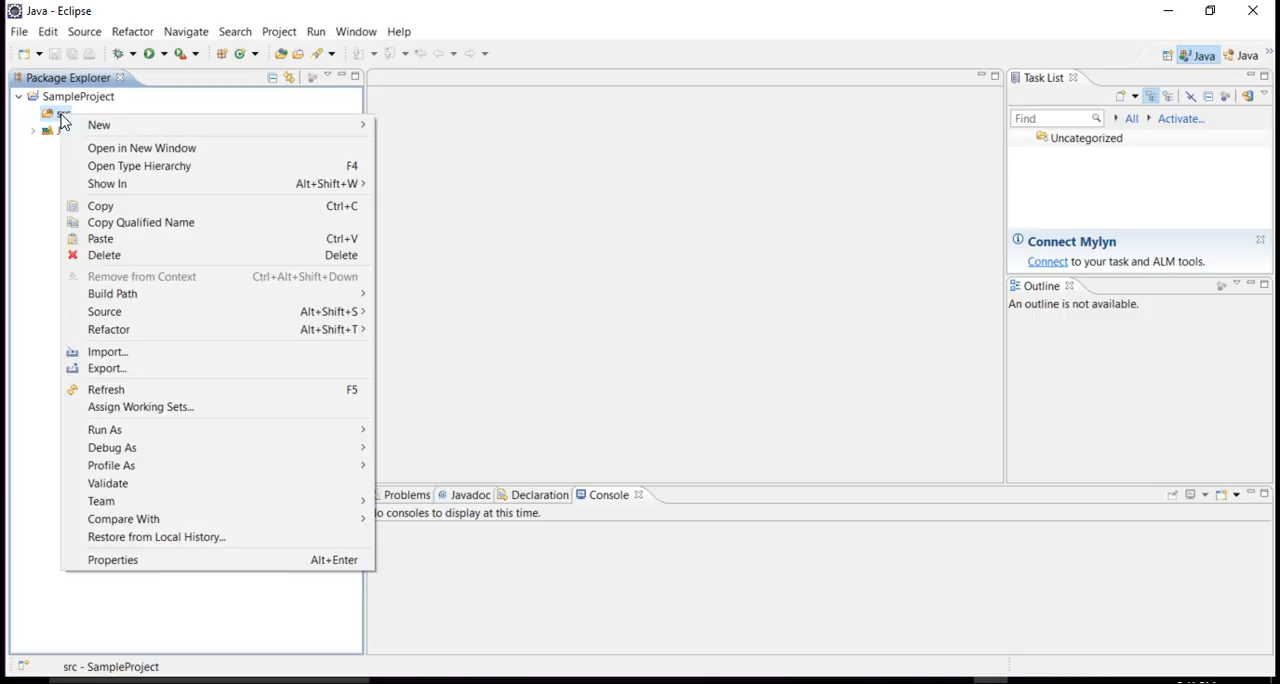 Java - Eclipse
File Edit Source Refactor Navigate Search Project Run Window Help
Java Java
Package Explorer
SampleProject
New
Open in New Window
Open Type Hierarchy F4
Show In Alt+Shift+W
Copy Ctrl+C
Copy Qualified Name
Paste Ctrl+V
Delete Delete
Remove from Context Ctrl+Alt+Shift+Down
Build Path
Source Alt+Shift+S
Refactor Alt+Shift+T
Import...
Export...
Refresh F5
Assign Working Sets...
Run As
Debug As
Profile As
Validate
Team
Compare With
Restore from Local History...
Properties Alt+Enter
Task List
Find All Activate...
Uncategorized
Connect Mylyn
Connect to your task and ALM tools.
Outline
An outline is not available.
Problems @ Javadoc Declaration Console
consoles to display at this time.
src - SampleProject